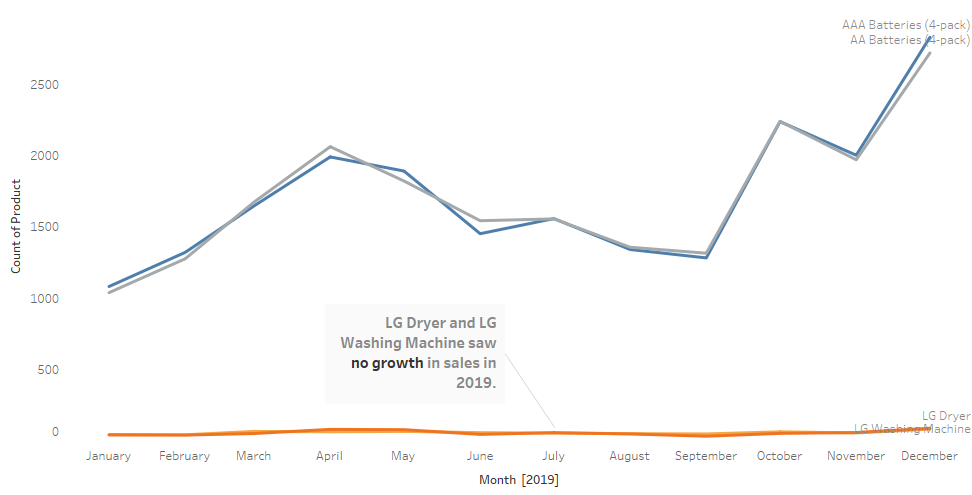 AAA Batteries (4-pack)
AA Batteries (4-pack)
2500
2000
1500
1000
500
0
Count of Product
LG Dryer and LG
Washing Machine saw
no growth in sales in
2019.
LG Dryer
LG Washing Machine
January February March April May June July August September October November December
Month [2019]